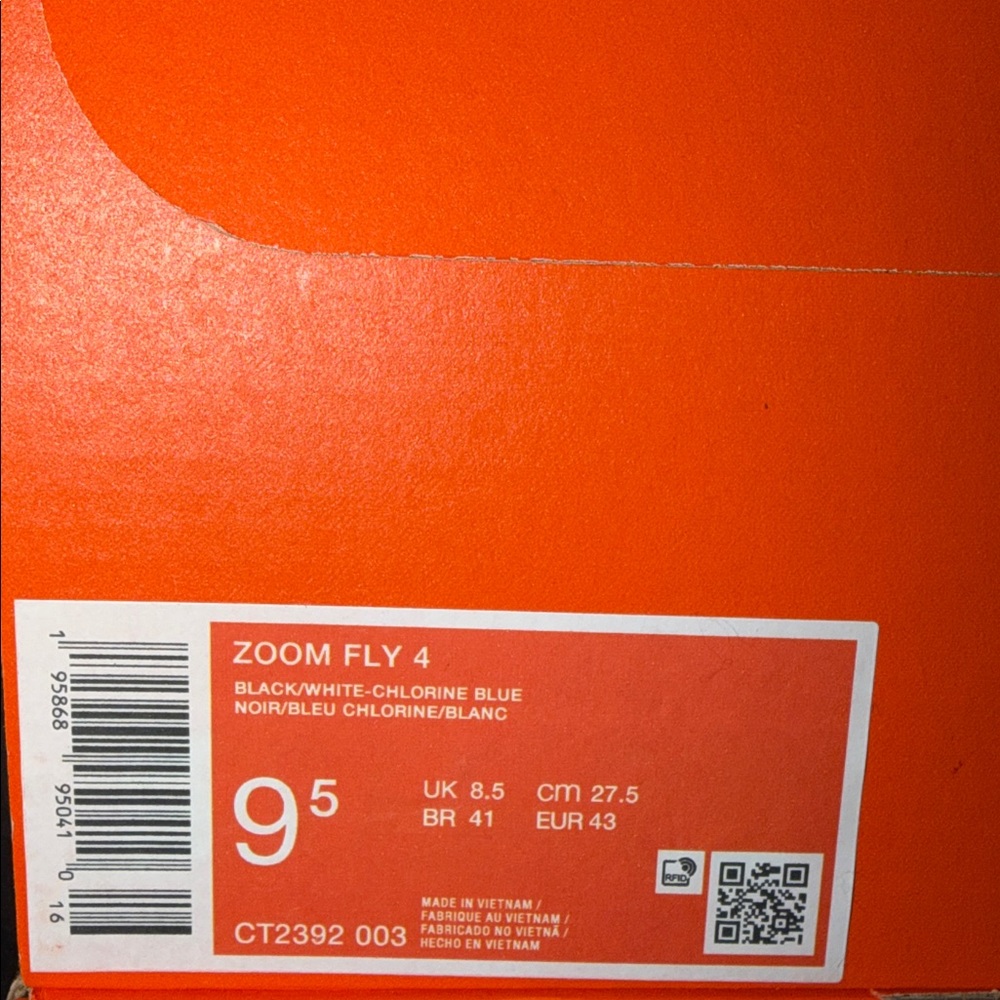 ZOOM FLY 4
BLACK/WHITE-CHLORINE BLUE
NOIR/BLEU CHLORINE/BLANC
9⁵
UK 8.5 cm 27.5
BR 41 EUR 43
RFID
MADE IN VIETNAM /
FABRIQUE AU VIETNAM /
FABRICADO NO VIETNÃ /
HECHO EN VIETNAM
CT2392 003
1 95868 95041 0 16